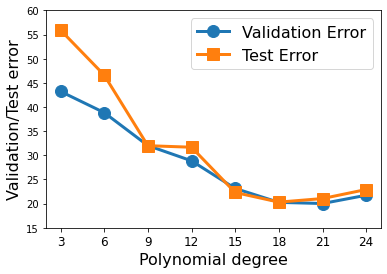 Validation/Test error
60
55
50
45
40
35
30
25
20
15
Validation Error
Test Error
3 6 9 12 15 18 21 24
Polynomial degree